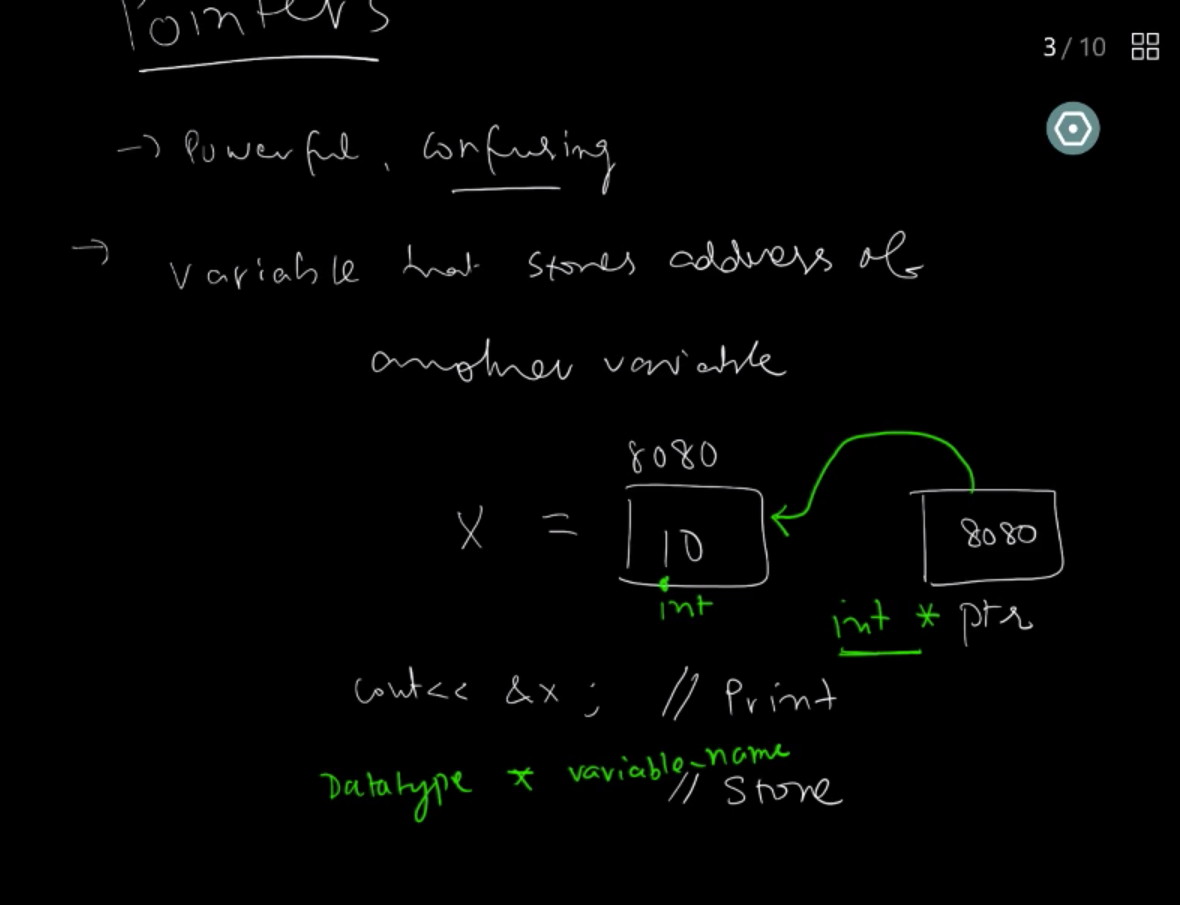 Pointers
3 / 10
→ Powerful, confusing
→ variable that stores address of
another variable
8080
X = 10
8080
int
int * ptr
cout<< &x ; // Print
Datatype * variable_name
// Store